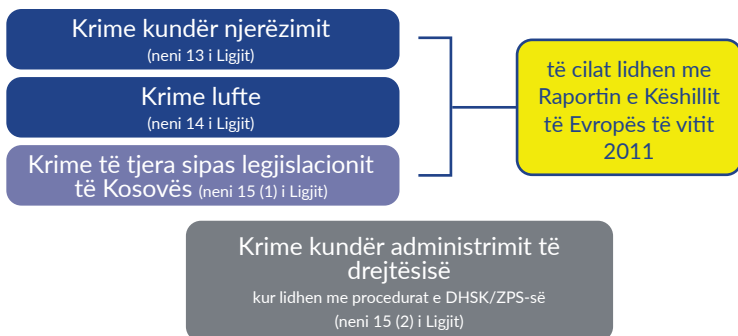 Krime kundër njerëzimit
(neni 13 i Ligjit)
Krime lufte
(neni 14 i Ligjit)
Krime të tjera sipas legjislacionit
të Kosovës (neni 15 (1) i Ligjit)
të cilat lidhen me
Raportin e Këshillit
të Evropës të vitit
2011
Krime kundër administrimit të
drejtësisë
kur lidhen me procedurat e DHSK/ZPS-së
(neni 15 (2) i Ligjit)